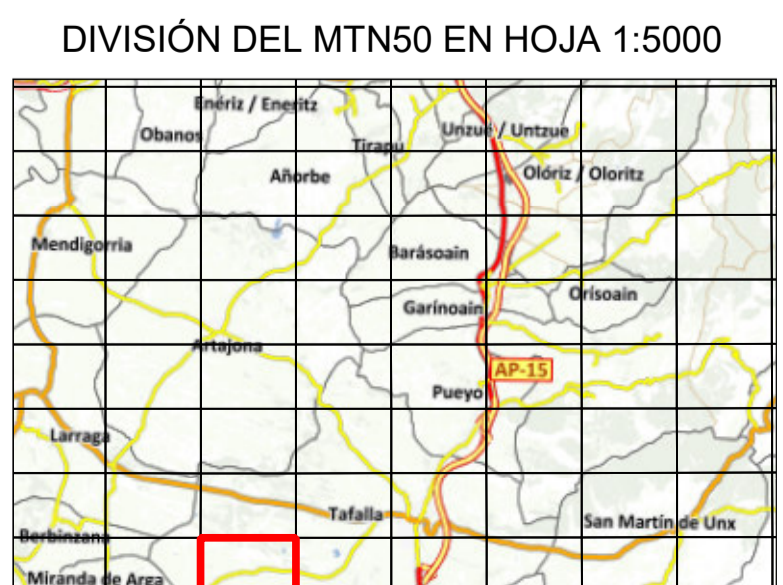 DIVISIÓN DEL MTN50 EN HOJA 1:5000
Enériz / Eneritz
Obanos
Unzué / Untzue
Tirapu
Añorbe
Olóriz / Oloritz
Mendigorria
Barásoain
Orísoain
Garínoain
Artajona
AP-15
Pueyo
Larraga
Tafalla
San Martín de Unx
Berbinzana
Miranda de Arga